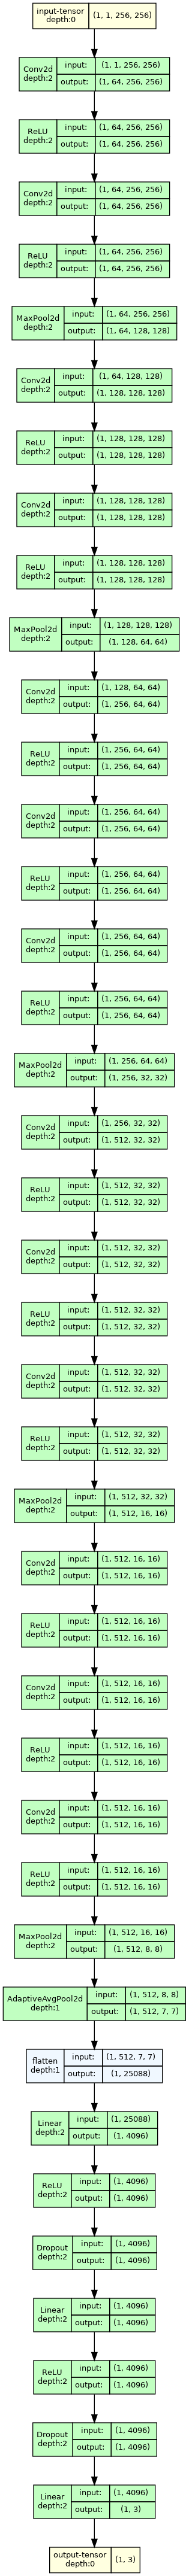 input-tensor
depth:0
(1, 1, 256, 256)
Conv2d
depth:2
input:
(1, 1, 256, 256)
output:
(1, 64, 256, 256)
ReLU
depth:2
input:
(1, 64, 256, 256)
output:
(1, 64, 256, 256)
Conv2d
depth:2
input:
(1, 64, 256, 256)
output:
(1, 64, 256, 256)
ReLU
depth:2
input:
(1, 64, 256, 256)
output:
(1, 64, 256, 256)
MaxPool2d
depth:2
input:
(1, 64, 256, 256)
output:
(1, 64, 128, 128)
Conv2d
depth:2
input:
(1, 64, 128, 128)
output:
(1, 128, 128, 128)
ReLU
depth:2
input:
(1, 128, 128, 128)
output:
(1, 128, 128, 128)
Conv2d
depth:2
input:
(1, 128, 128, 128)
output:
(1, 128, 128, 128)
ReLU
depth:2
input:
(1, 128, 128, 128)
output:
(1, 128, 128, 128)
MaxPool2d
depth:2
input:
(1, 128, 128, 128)
output:
(1, 128, 64, 64)
Conv2d
depth:2
input:
(1, 128, 64, 64)
output:
(1, 256, 64, 64)
ReLU
depth:2
input:
(1, 256, 64, 64)
output:
(1, 256, 64, 64)
Conv2d
depth:2
input:
(1, 256, 64, 64)
output:
(1, 256, 64, 64)
ReLU
depth:2
input:
(1, 256, 64, 64)
output:
(1, 256, 64, 64)
Conv2d
depth:2
input:
(1, 256, 64, 64)
output:
(1, 256, 64, 64)
ReLU
depth:2
input:
(1, 256, 64, 64)
output:
(1, 256, 64, 64)
MaxPool2d
depth:2
input:
(1, 256, 64, 64)
output:
(1, 256, 32, 32)
Conv2d
depth:2
input:
(1, 256, 32, 32)
output:
(1, 512, 32, 32)
ReLU
depth:2
input:
(1, 512, 32, 32)
output:
(1, 512, 32, 32)
Conv2d
depth:2
input:
(1, 512, 32, 32)
output:
(1, 512, 32, 32)
ReLU
depth:2
input:
(1, 512, 32, 32)
output:
(1, 512, 32, 32)
Conv2d
depth:2
input:
(1, 512, 32, 32)
output:
(1, 512, 32, 32)
ReLU
depth:2
input:
(1, 512, 32, 32)
output:
(1, 512, 32, 32)
MaxPool2d
depth:2
input:
(1, 512, 32, 32)
output:
(1, 512, 16, 16)
Conv2d
depth:2
input:
(1, 512, 16, 16)
output:
(1, 512, 16, 16)
ReLU
depth:2
input:
(1, 512, 16, 16)
output:
(1, 512, 16, 16)
Conv2d
depth:2
input:
(1, 512, 16, 16)
output:
(1, 512, 16, 16)
ReLU
depth:2
input:
(1, 512, 16, 16)
output:
(1, 512, 16, 16)
Conv2d
depth:2
input:
(1, 512, 16, 16)
output:
(1, 512, 16, 16)
ReLU
depth:2
input:
(1, 512, 16, 16)
output:
(1, 512, 16, 16)
MaxPool2d
depth:2
input:
(1, 512, 16, 16)
output:
(1, 512, 8, 8)
AdaptiveAvgPool2d
depth:1
input:
(1, 512, 8, 8)
output:
(1, 512, 7, 7)
flatten
depth:1
input:
(1, 512, 7, 7)
output:
(1, 25088)
Linear
depth:2
input:
(1, 25088)
output:
(1, 4096)
ReLU
depth:2
input:
(1, 4096)
output:
(1, 4096)
Dropout
depth:2
input:
(1, 4096)
output:
(1, 4096)
Linear
depth:2
input:
(1, 4096)
output:
(1, 4096)
ReLU
depth:2
input:
(1, 4096)
output:
(1, 4096)
Dropout
depth:2
input:
(1, 4096)
output:
(1, 4096)
Linear
depth:2
input:
(1, 4096)
output:
(1, 3)
output-tensor
depth:0
(1, 3)